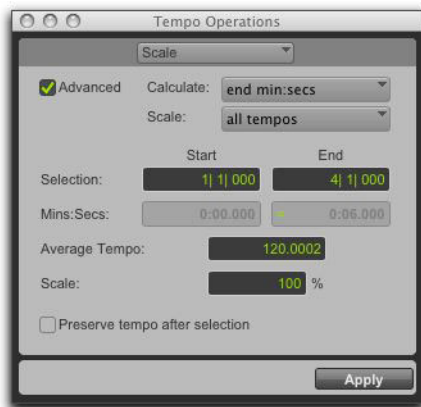 Tempo Operations
Scale
Advanced Calculate: end min:secs
Scale: all tempos
Start End
Selection: 1| 1| 000 4| 1| 000
Mins:Secs: 0:00.000 0:06.000
Average Tempo: 120.0002
Scale: 100 %
Preserve tempo after selection
Apply